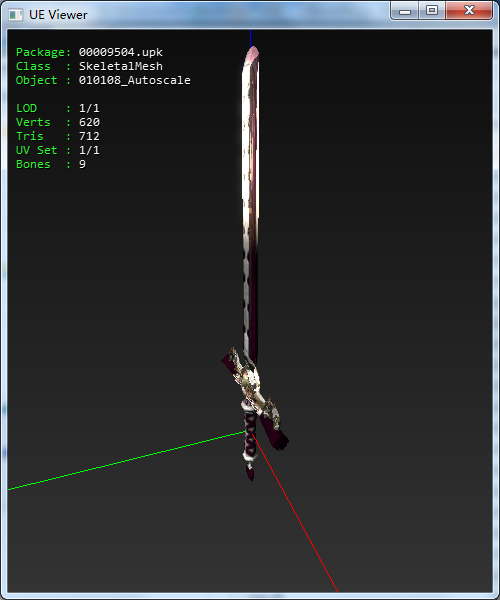 UE Viewer
Package: 00009504.upk
Class  : SkeletalMesh
Object : 010108_Autoscale
LOD    : 1/1
Verts  : 620
Tris   : 712
UV Set : 1/1
Bones  : 9